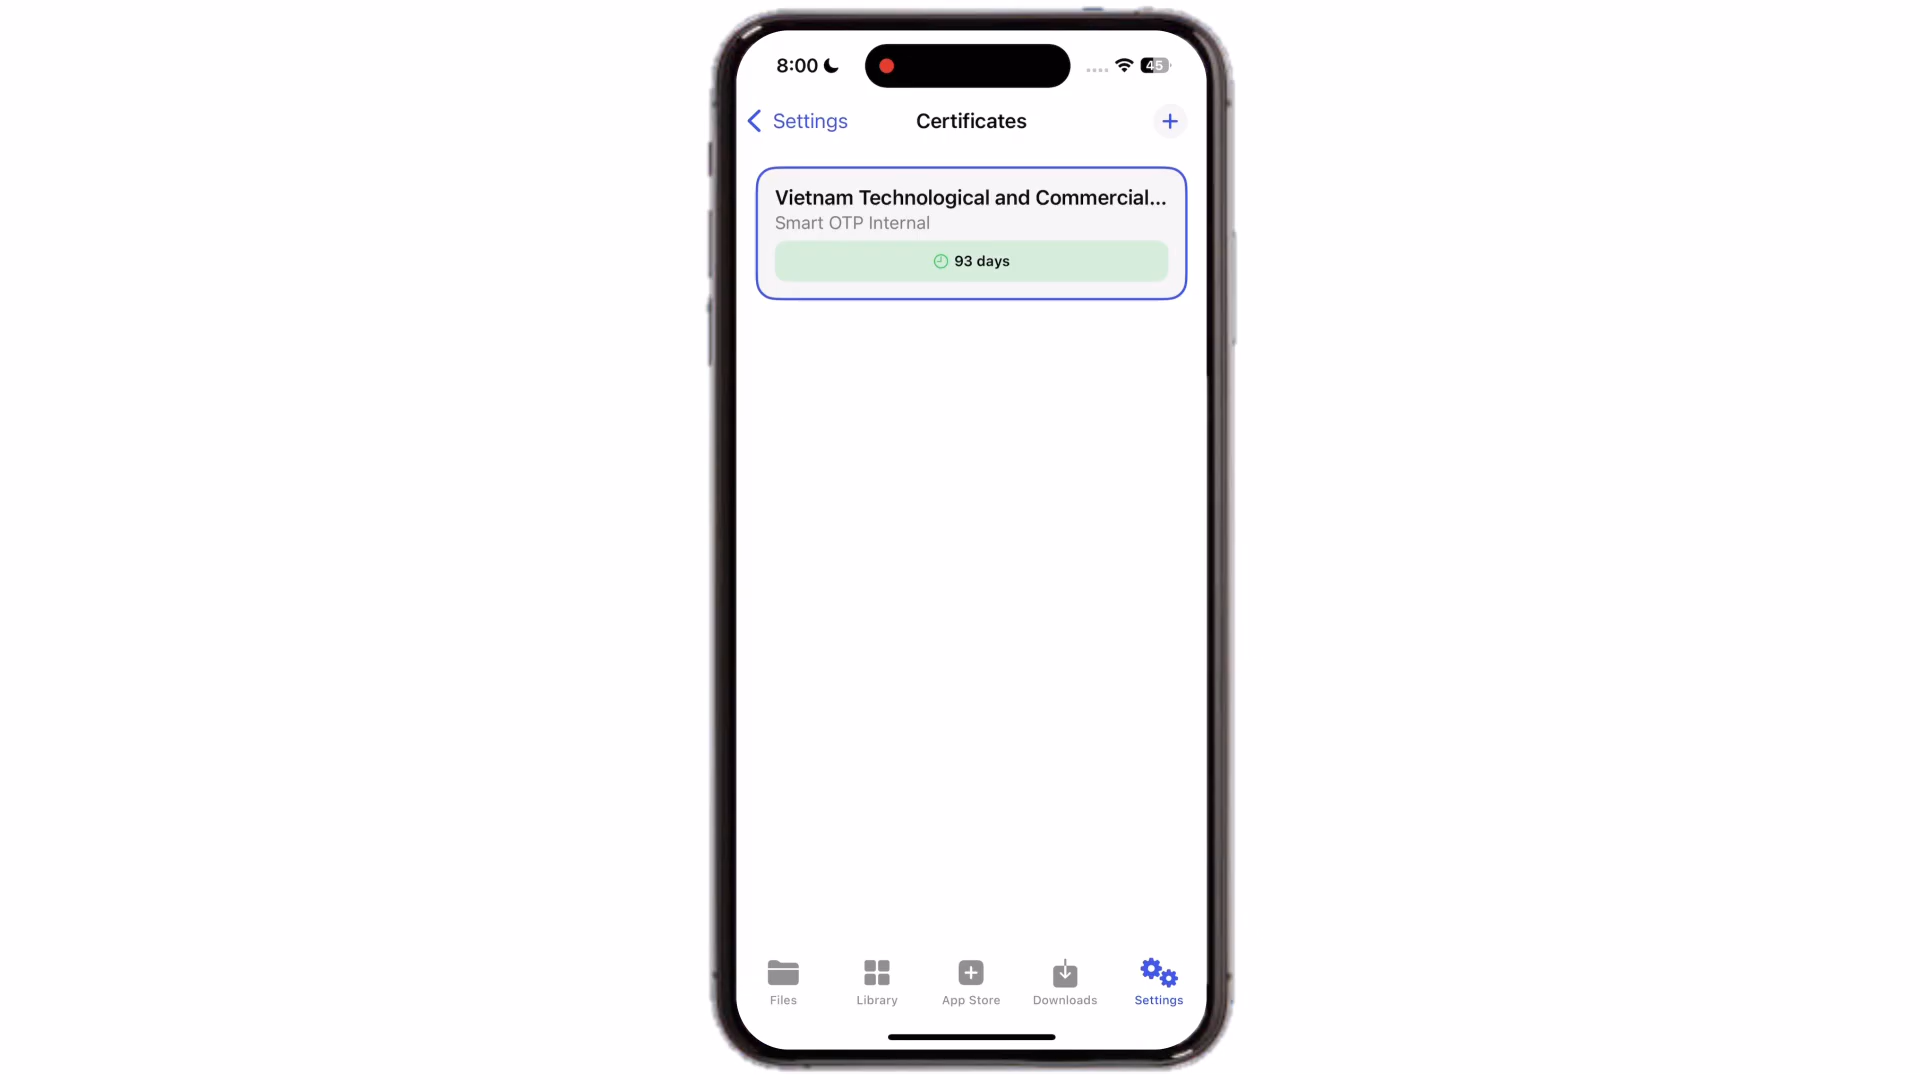 8:00
45
Settings
Certificates
Vietnam Technological and Commercial...
Smart OTP Internal
93 days
Files
Library
App Store
Downloads
Settings